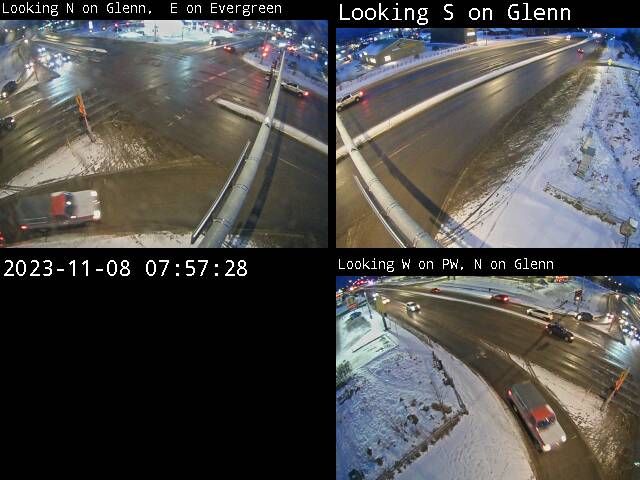 Looking N on Glenn, E on Evergreen
Looking S on Glenn
2023-11-08 07:57:28
Looking W on PW, N on Glenn